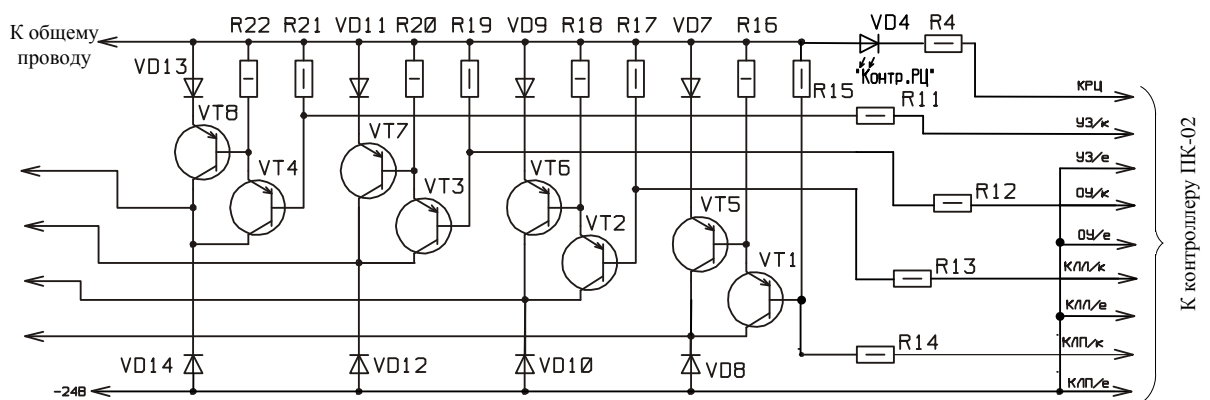 К общему
проводу
R22
R21
VD11
R20
R19
VD9
R18
R17
VD7
R16
VD4
R4
VD13
"Контр.РЦ"
R15
КРЦ
R11
VT8
УЗ/к
VT7
VT4
VT6
УЗ/е
VT3
R12
ОУ/к
VT5
VT2
ОУ/е
VT1
R13
КЛЛ/к
КЛЛ/е
R14
КЛП/к
VD14
VD12
VD10
VD8
-24В
КЛП/е
К контроллеру ПК-02